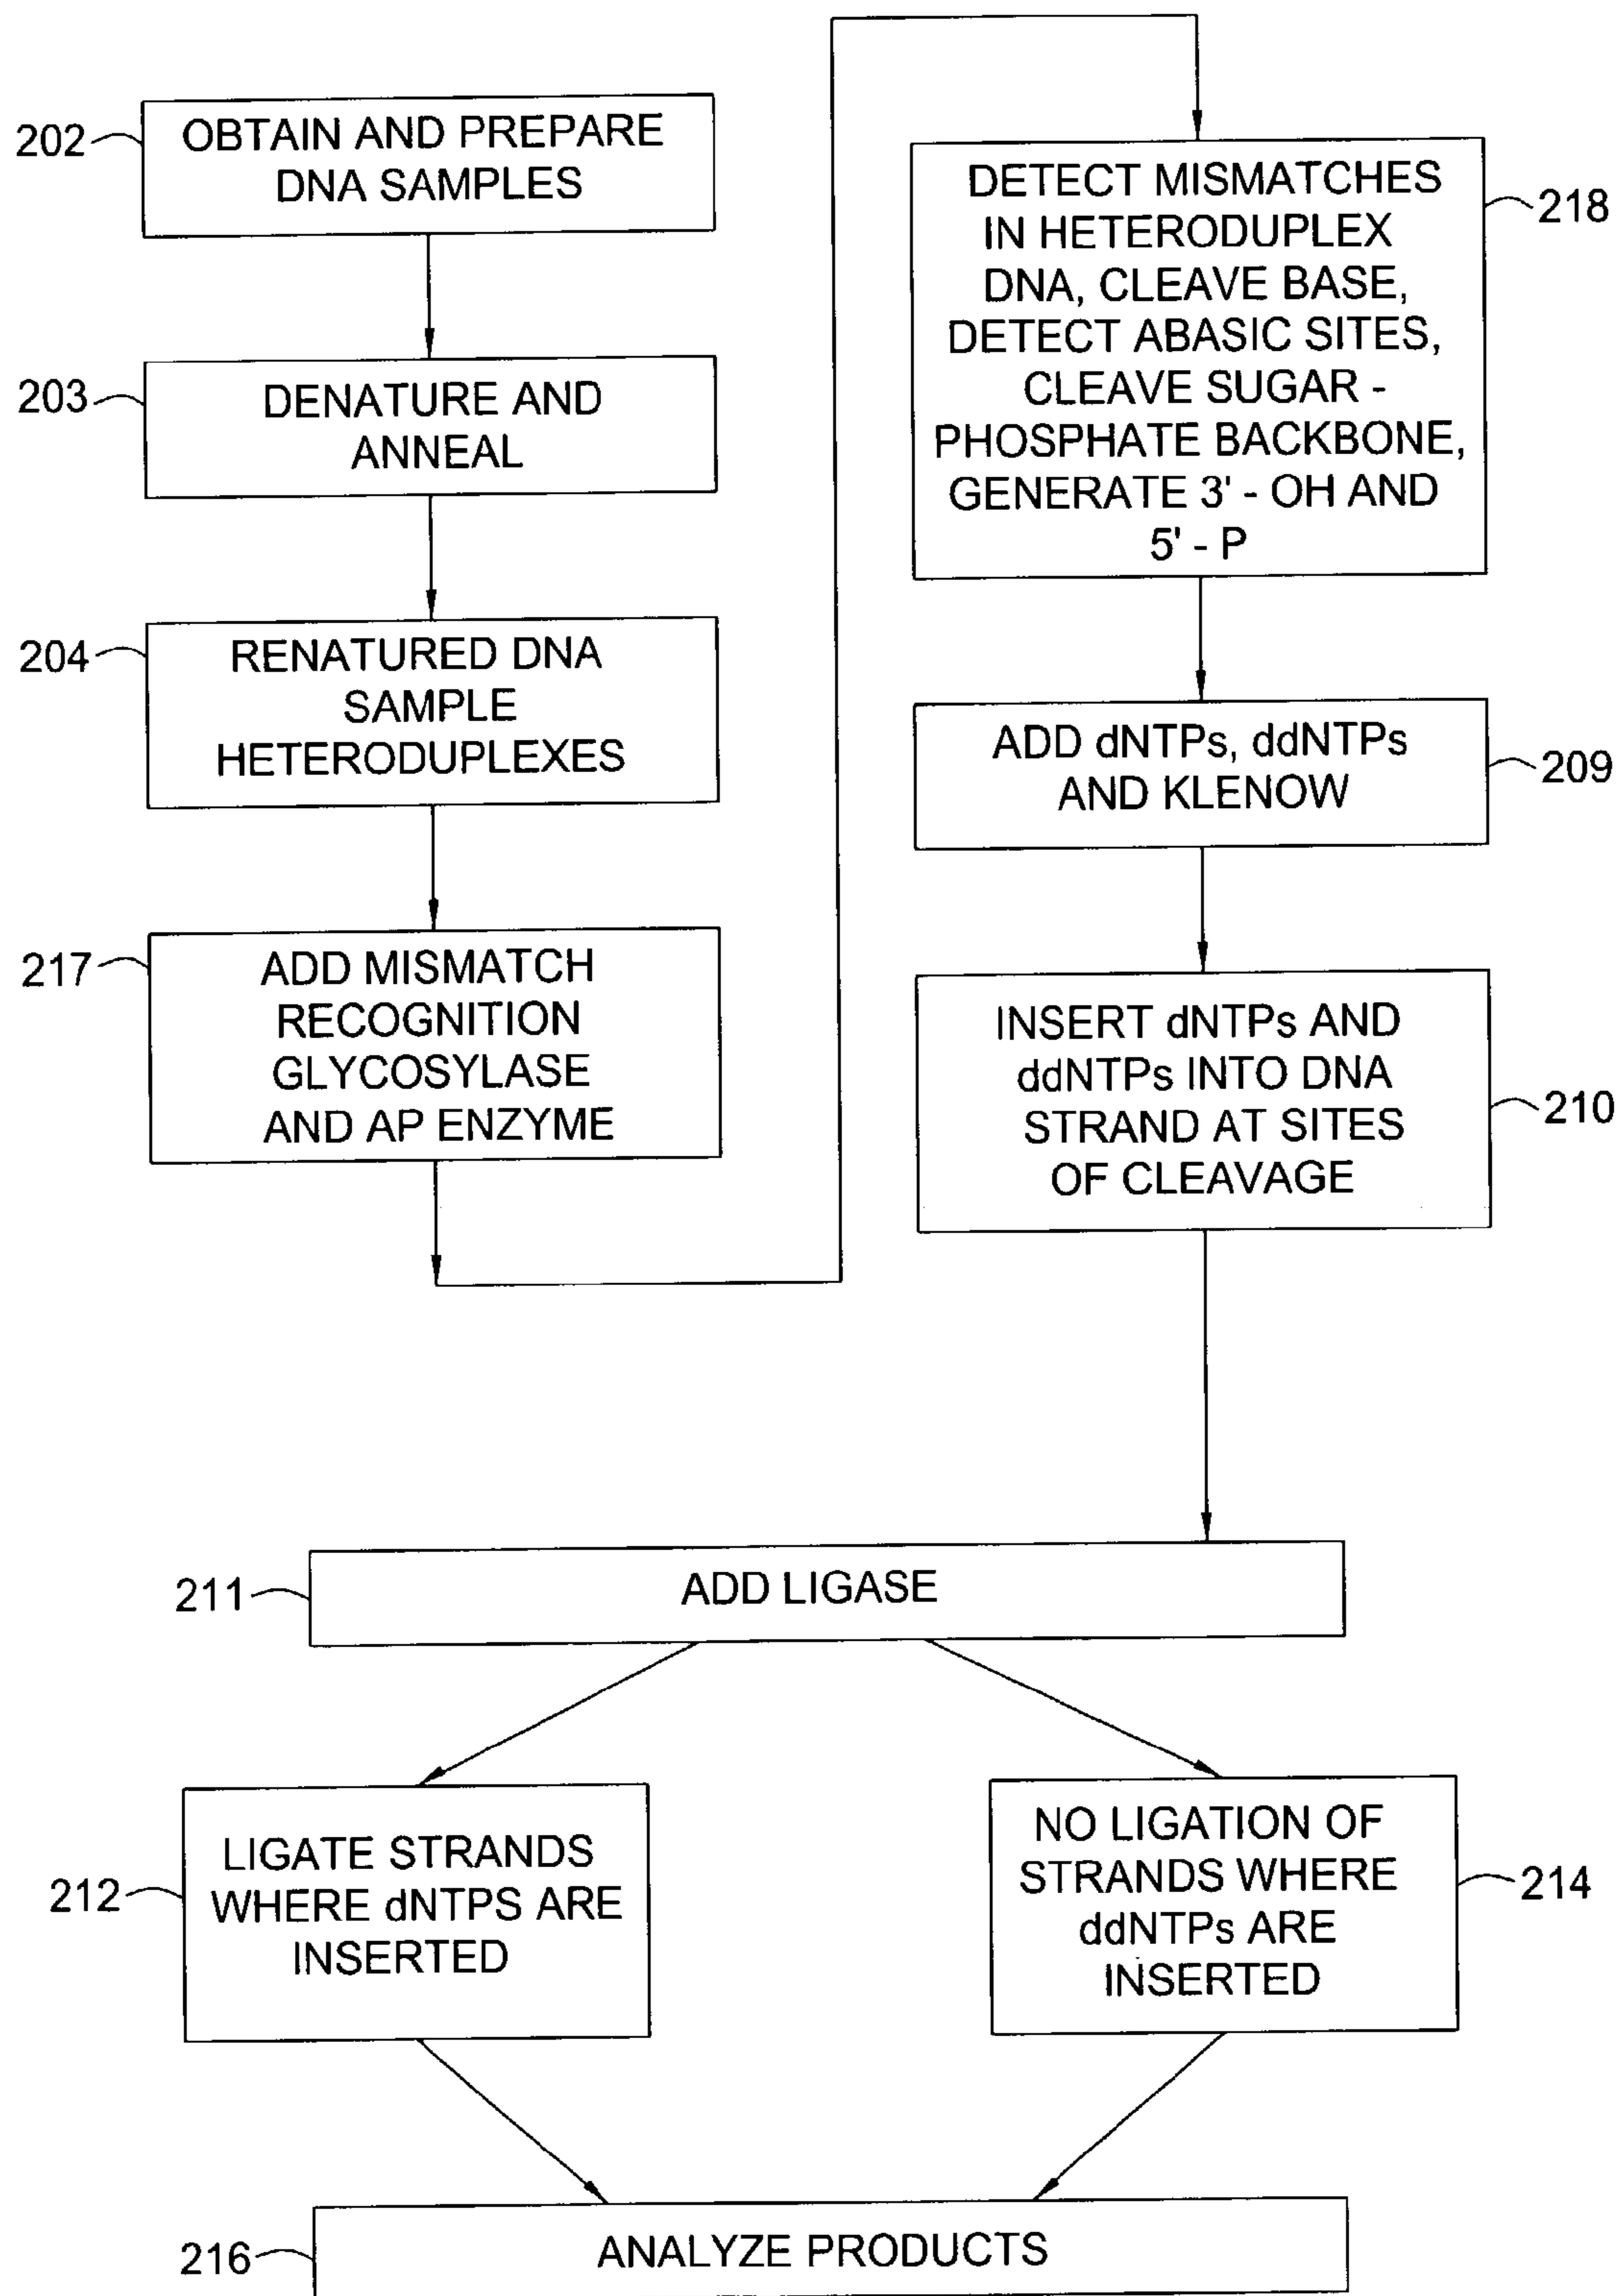 202
OBTAIN AND PREPARE
DNA SAMPLES
203
DENATURE AND
ANNEAL
204
RENATURED DNA
SAMPLE
HETERODUPLEXES
217
ADD MISMATCH
RECOGNITION
GLYCOSYLASE
AND AP ENZYME
DETECT MISMATCHES
IN HETERODUPLEX
DNA, CLEAVE BASE,
DETECT ABASIC SITES,
CLEAVE SUGAR -
PHOSPHATE BACKBONE,
GENERATE 3' - OH AND
5' - P
218
ADD dNTPs, ddNTPs
AND KLENOW
209
INSERT dNTPs AND
ddNTPs INTO DNA
STRAND AT SITES
OF CLEAVAGE
210
211
ADD LIGASE
212
LIGATE STRANDS
WHERE dNTPS ARE
INSERTED
NO LIGATION OF
STRANDS WHERE
ddNTPs ARE
INSERTED
214
216
ANALYZE PRODUCTS